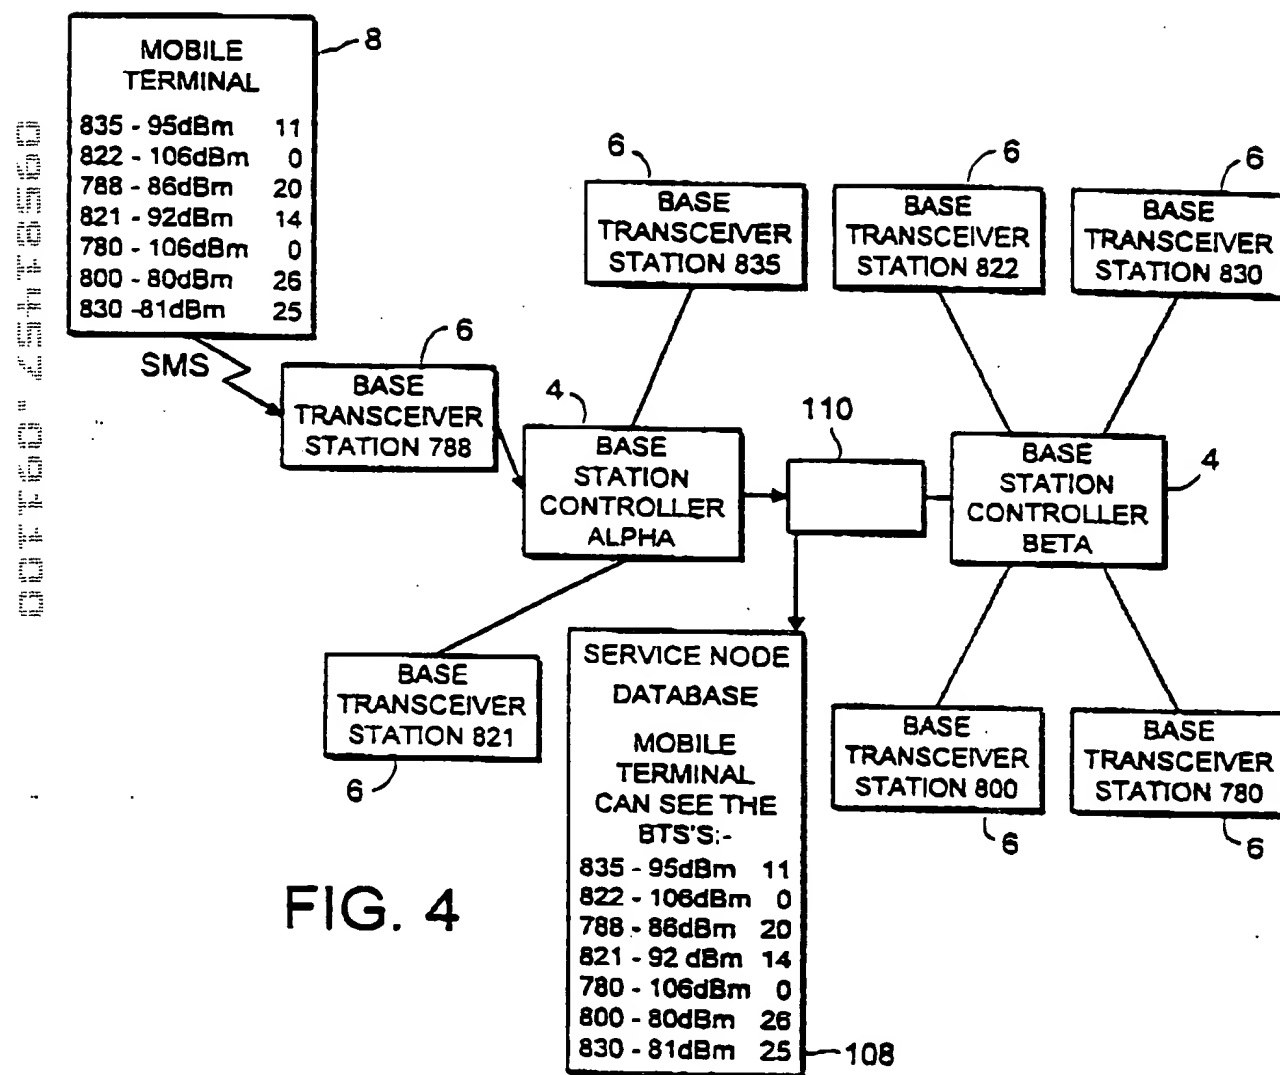 MOBILE
TERMINAL
835 - 95dBm 11
822 - 106dBm 0
788 - 86dBm 20
821 - 92dBm 14
780 - 106dBm 0
800 - 80dBm 26
830 -81dBm 25
8
SMS
6
BASE
TRANSCEIVER
STATION 788
6
BASE
TRANSCEIVER
STATION 835
6
BASE
TRANSCEIVER
STATION 822
6
BASE
TRANSCEIVER
STATION 830
4
BASE
STATION
CONTROLLER
ALPHA
110
BASE
STATION
CONTROLLER
BETA
4
BASE
TRANSCEIVER
STATION 821
6
SERVICE NODE
DATABASE
MOBILE
TERMINAL
CAN SEE THE
BTS'S:-
835 - 95dBm 11
822 - 106dBm 0
788 - 86dBm 20
821 - 92 dBm 14
780 - 106dBm 0
800 - 80dBm 26
830 - 81dBm 25
108
BASE
TRANSCEIVER
STATION 800
6
BASE
TRANSCEIVER
STATION 780
6
FIG. 4